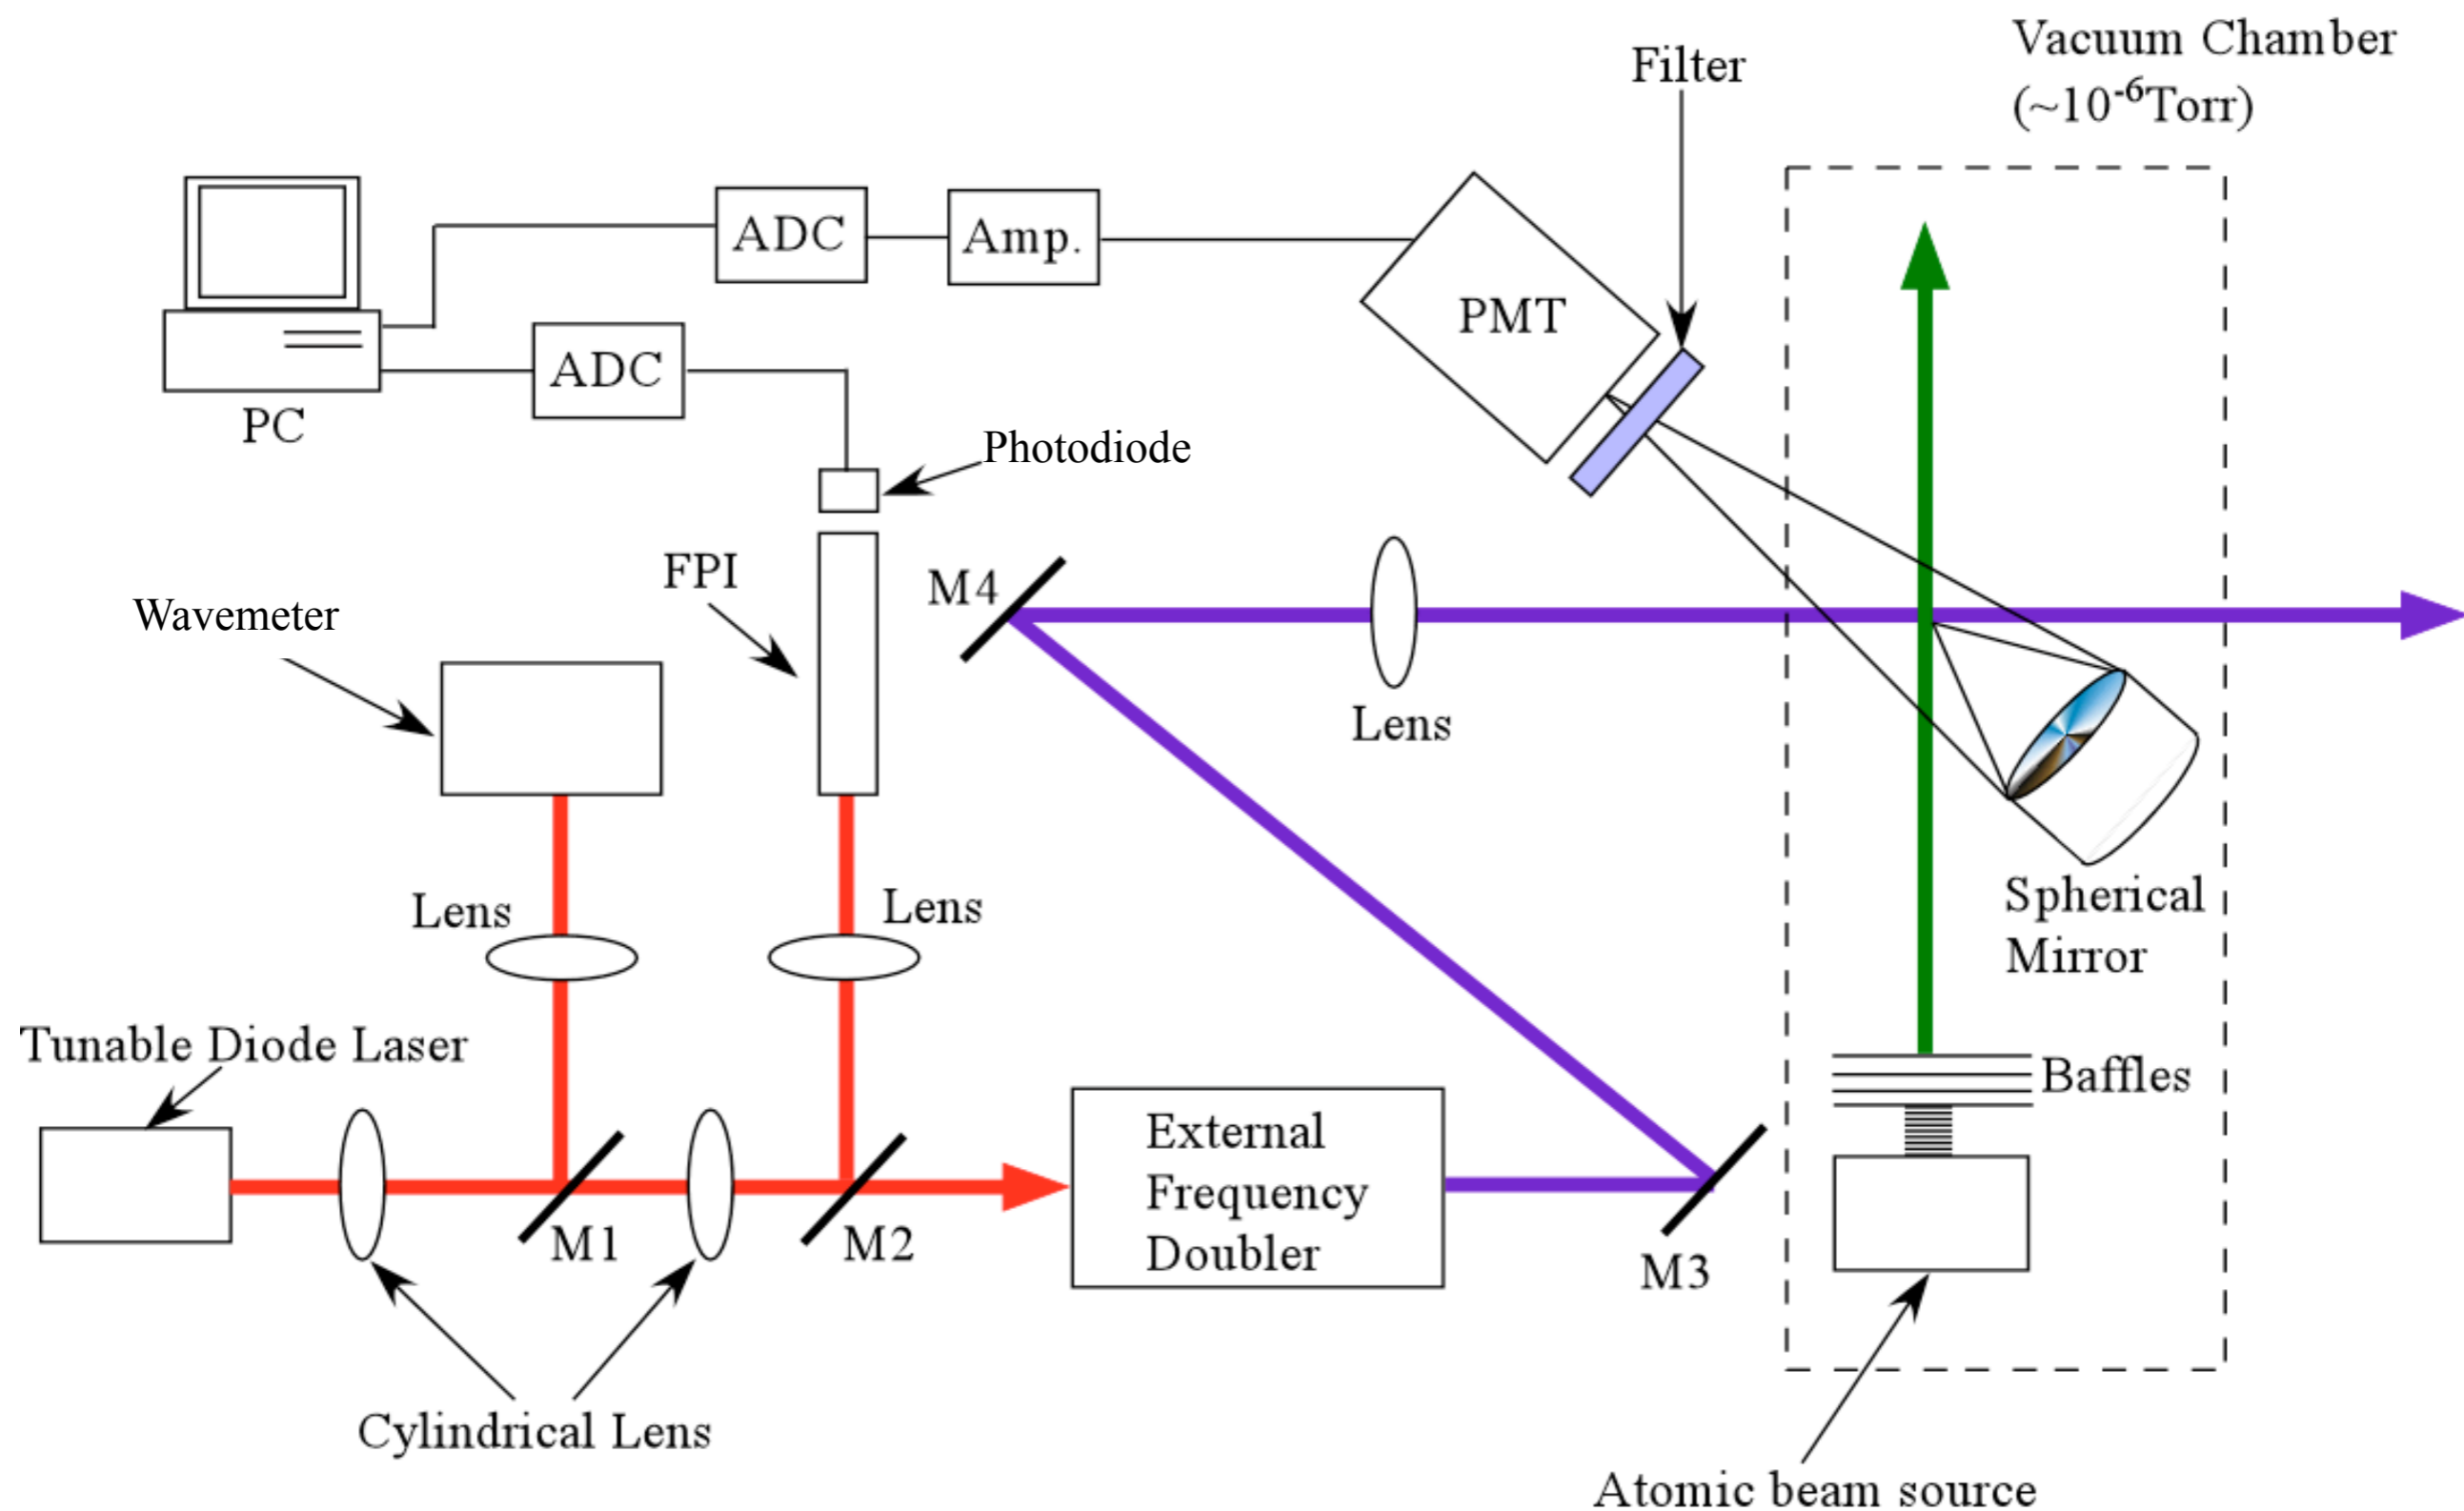 Vacuum Chamber
(~10⁻⁶Torr)
Filter
ADC
Amp.
PMT
ADC
PC
Photodiode
FPI
M4
Wavemeter
Lens
Lens
Lens
Spherical
Mirror
Tunable Diode Laser
Baffles
External
Frequency
Doubler
M1
M2
M3
Cylindrical Lens
Atomic beam source